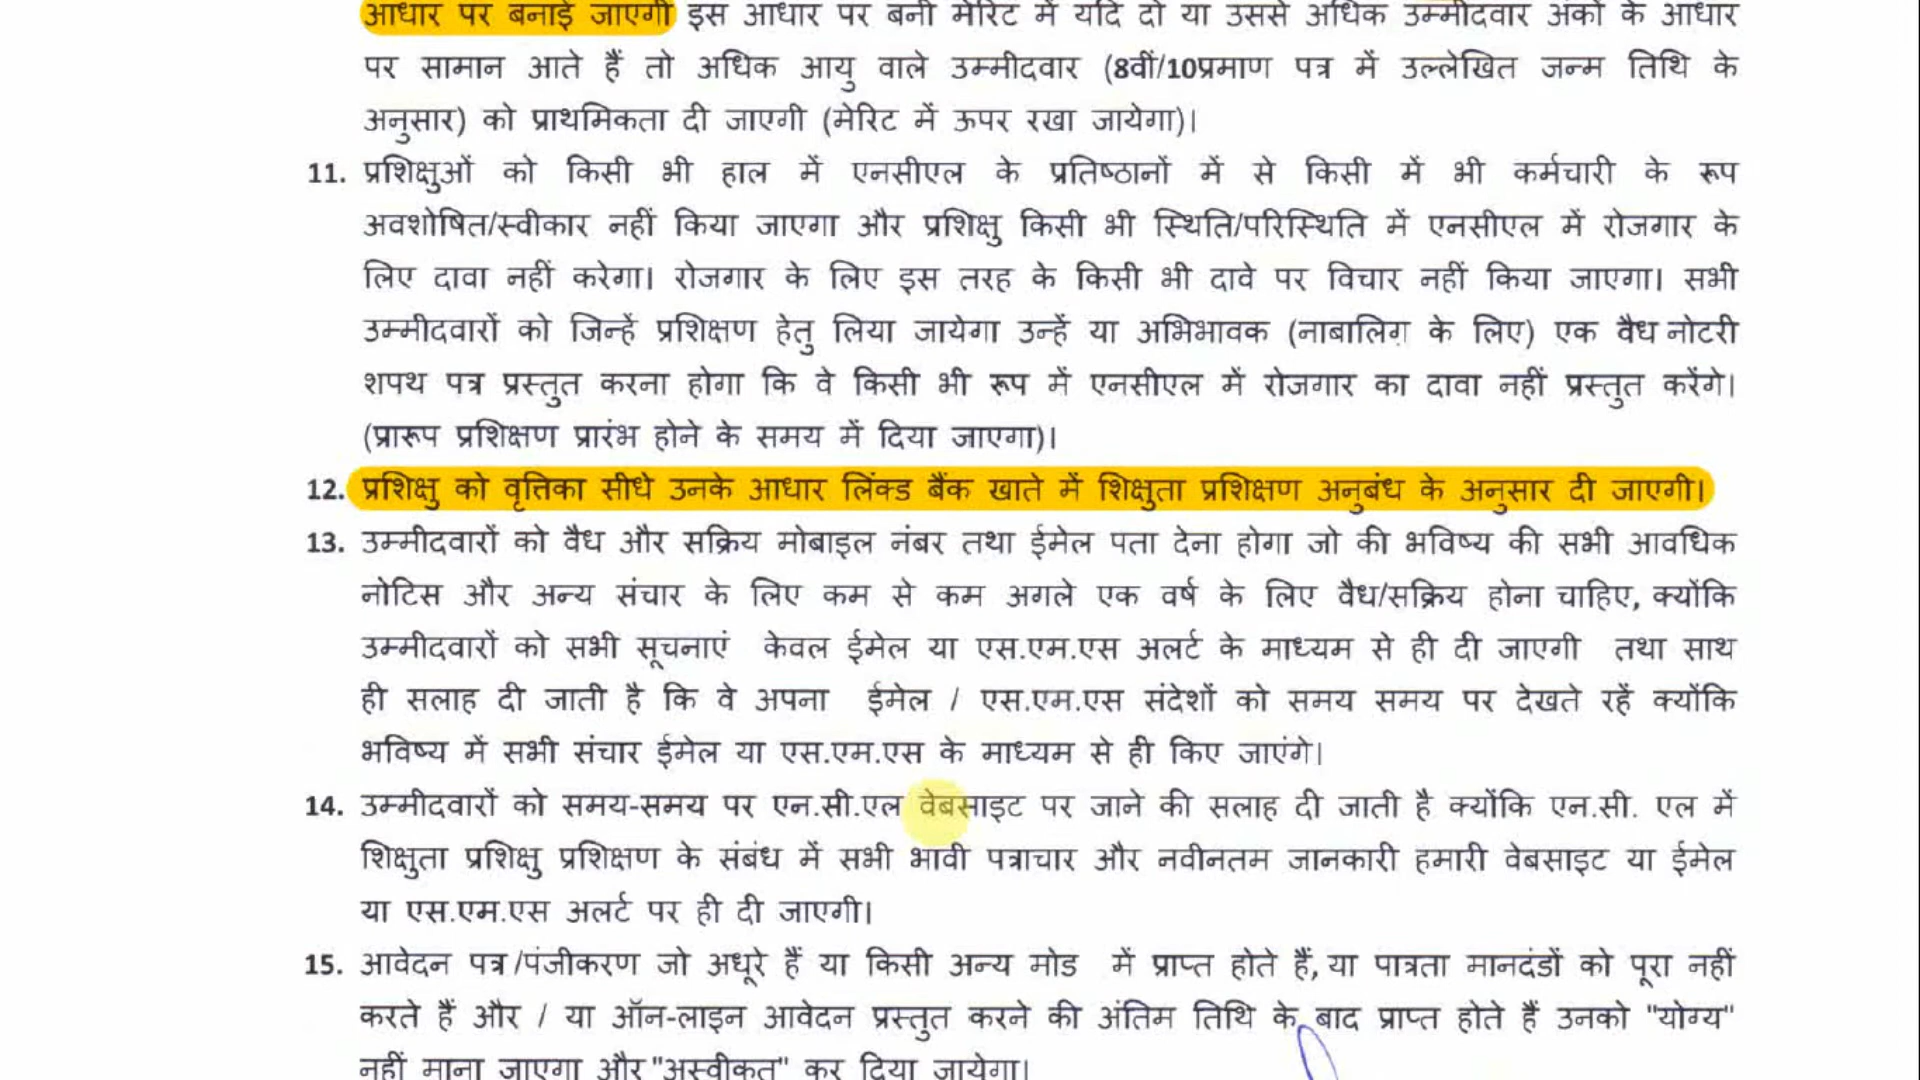 आधार पर बनाई जाएगी इस आधार पर बनी मेरिट में यदि दो या उससे अधिक उम्मीदवार अंकों के आधार
पर सामान आते हैं तो अधिक आयु वाले उम्मीदवार (8वीं/10प्रमाण पत्र में उल्लेखित जन्म तिथि के
अनुसार) को प्राथमिकता दी जाएगी (मेरिट में ऊपर रखा जायेगा)।
11. प्रशिक्षुओं को किसी भी हाल में एनसीएल के प्रतिष्ठानों में से किसी में भी कर्मचारी के रूप
अवशोषित/स्वीकार नहीं किया जाएगा और प्रशिक्षु किसी भी स्थिति/परिस्थिति में एनसीएल में रोजगार के
लिए दावा नहीं करेगा। रोजगार के लिए इस तरह के किसी भी दावे पर विचार नहीं किया जाएगा। सभी
उम्मीदवारों को जिन्हें प्रशिक्षण हेतु लिया जायेगा उन्हें या अभिभावक (नाबालिग़ के लिए) एक वैध नोटरी
शपथ पत्र प्रस्तुत करना होगा कि वे किसी भी रूप में एनसीएल में रोजगार का दावा नहीं प्रस्तुत करेंगे।
(प्रारूप प्रशिक्षण प्रारंभ होने के समय में दिया जाएगा)।
12. प्रशिक्षु को वृत्तिका सीधे उनके आधार लिंक्ड बैंक खाते में शिक्षुता प्रशिक्षण अनुबंध के अनुसार दी जाएगी।
13. उम्मीदवारों को वैध और सक्रिय मोबाइल नंबर तथा ईमेल पता देना होगा जो की भविष्य की सभी आवधिक
नोटिस और अन्य संचार के लिए कम से कम अगले एक वर्ष के लिए वैध/सक्रिय होना चाहिए, क्योंकि
उम्मीदवारों को सभी सूचनाएं केवल ईमेल या एस.एम.एस अलर्ट के माध्यम से ही दी जाएगी तथा साथ
ही सलाह दी जाती है कि वे अपना ईमेल / एस.एम.एस संदेशों को समय समय पर देखते रहें क्योंकि
भविष्य में सभी संचार ईमेल या एस.एम.एस के माध्यम से ही किए जाएंगे।
14. उम्मीदवारों को समय-समय पर एन.सी.एल वेबसाइट पर जाने की सलाह दी जाती है क्योंकि एन.सी. एल में
शिक्षुता प्रशिक्षु प्रशिक्षण के संबंध में सभी भावी पत्राचार और नवीनतम जानकारी हमारी वेबसाइट या ईमेल
या एस.एम.एस अलर्ट पर ही दी जाएगी।
15. आवेदन पत्र/पंजीकरण जो अधूरे हैं या किसी अन्य मोड में प्राप्त होते हैं, या पात्रता मानदंडों को पूरा नहीं
करते हैं और / या ऑन-लाइन आवेदन प्रस्तुत करने की अंतिम तिथि के बाद प्राप्त होते हैं उनको "योग्य"
नहीं माना जाएगा और "अस्वीकृत" कर दिया जायेगा।